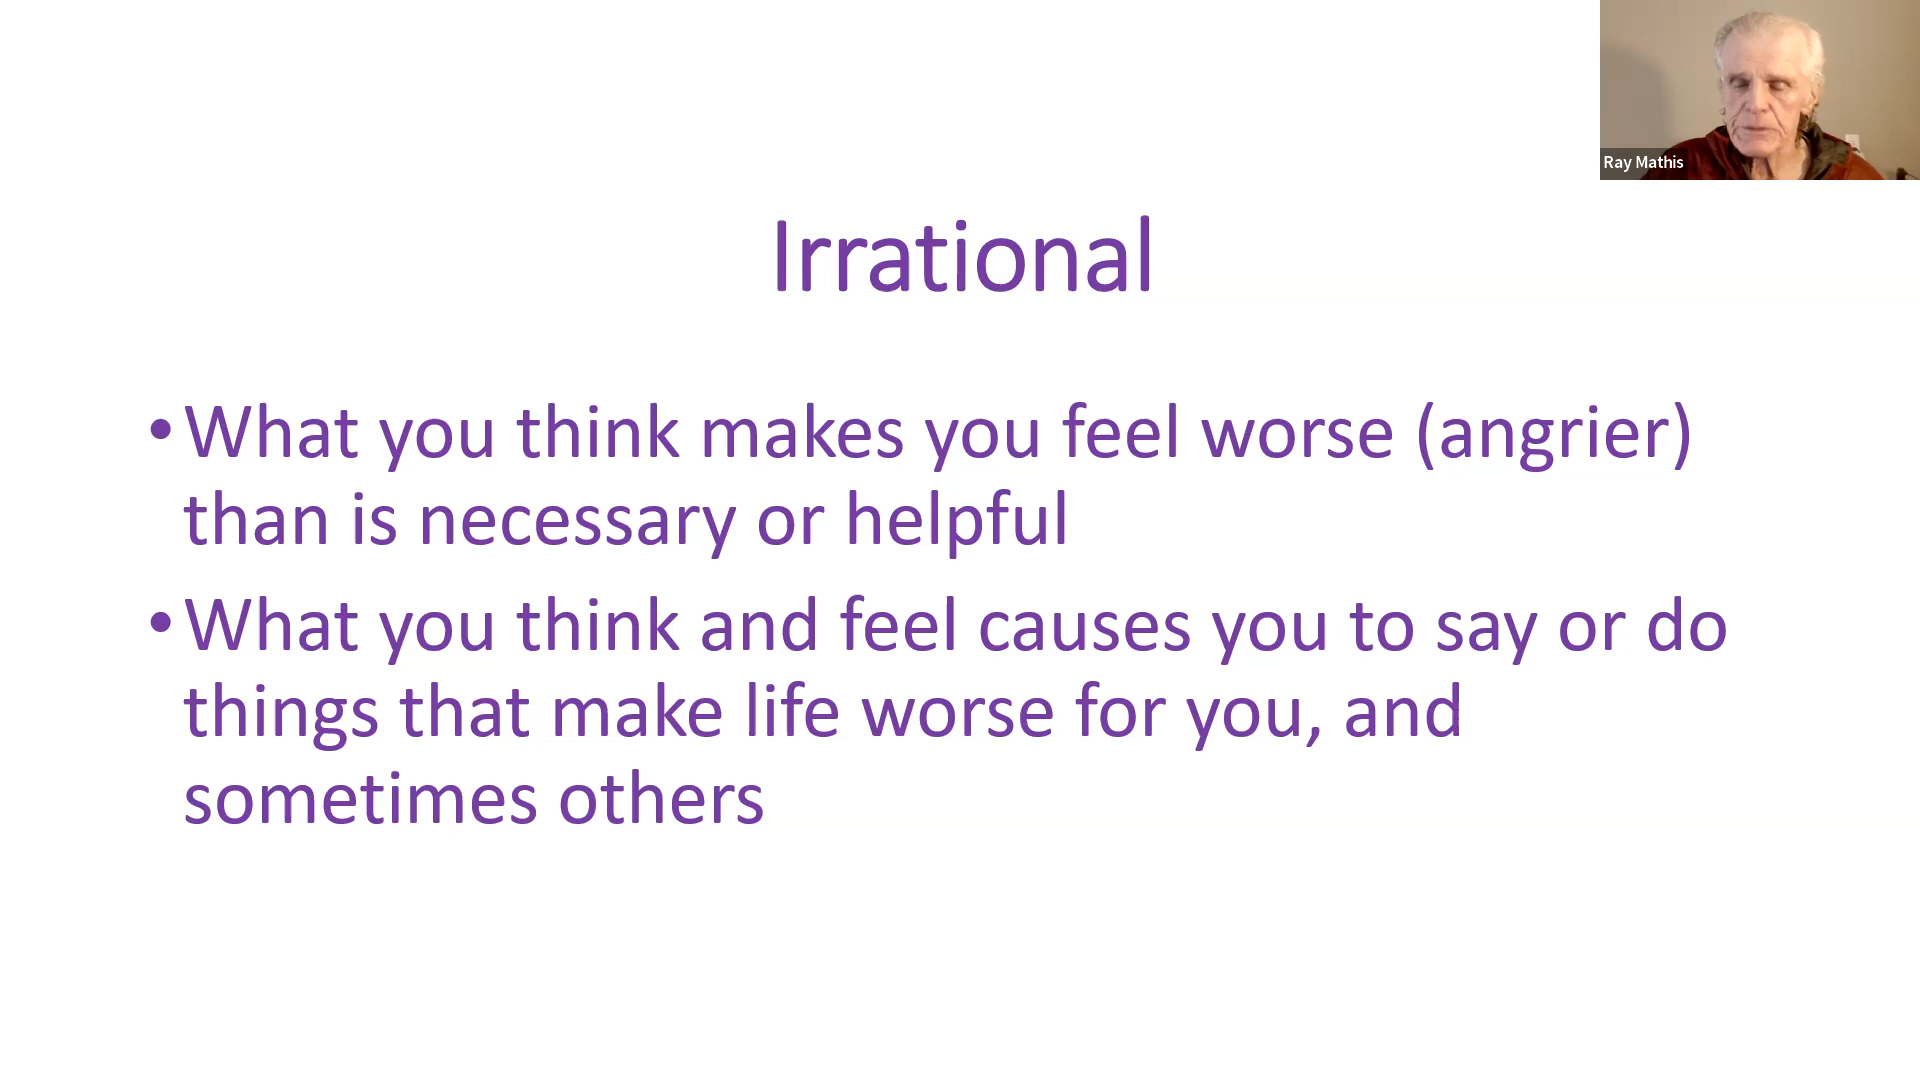 Ray Mathis
Irrational
•What you think makes you feel worse (angrier)
than is necessary or helpful
•What you think and feel causes you to say or do
things that make life worse for you, and
sometimes others